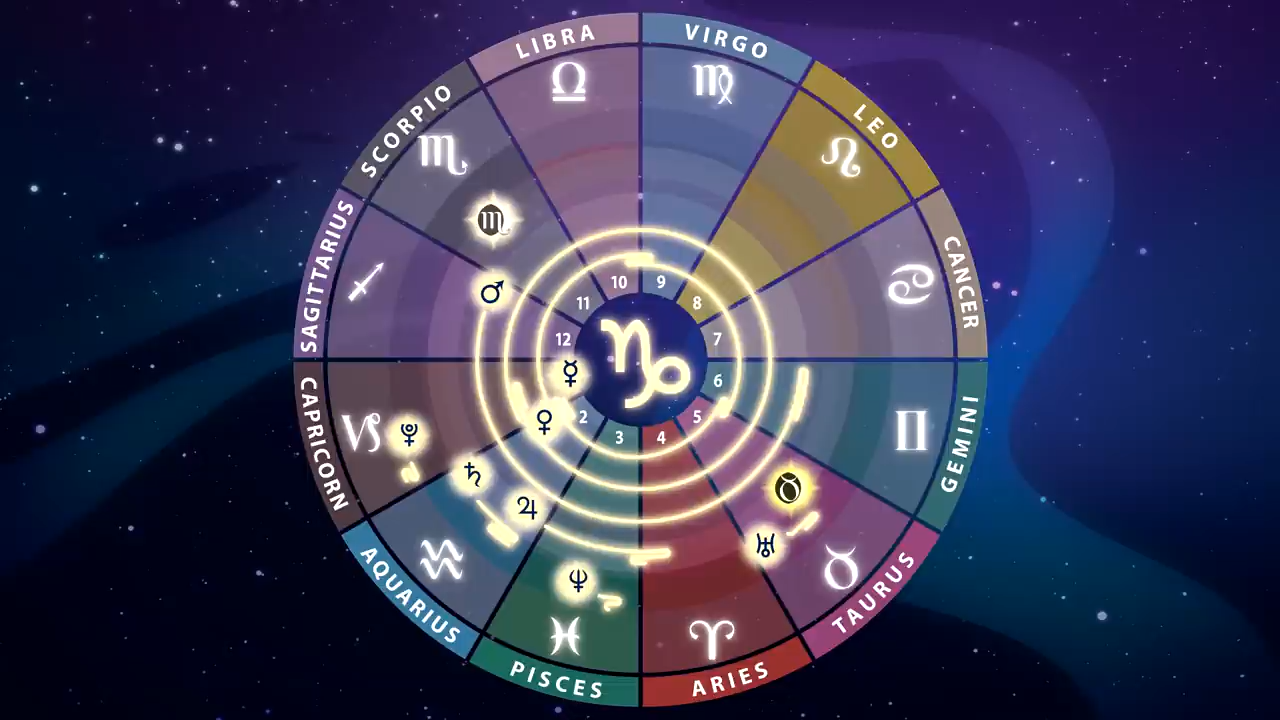 LIBRA
VIRGO
LEO
CANCER
GEMINI
TAURUS
ARIES
PISCES
AQUARIUS
CAPRICORN
SAGITTARIUS
SCORPIO
10
9
11
8
12
7
6
2
5
3
4